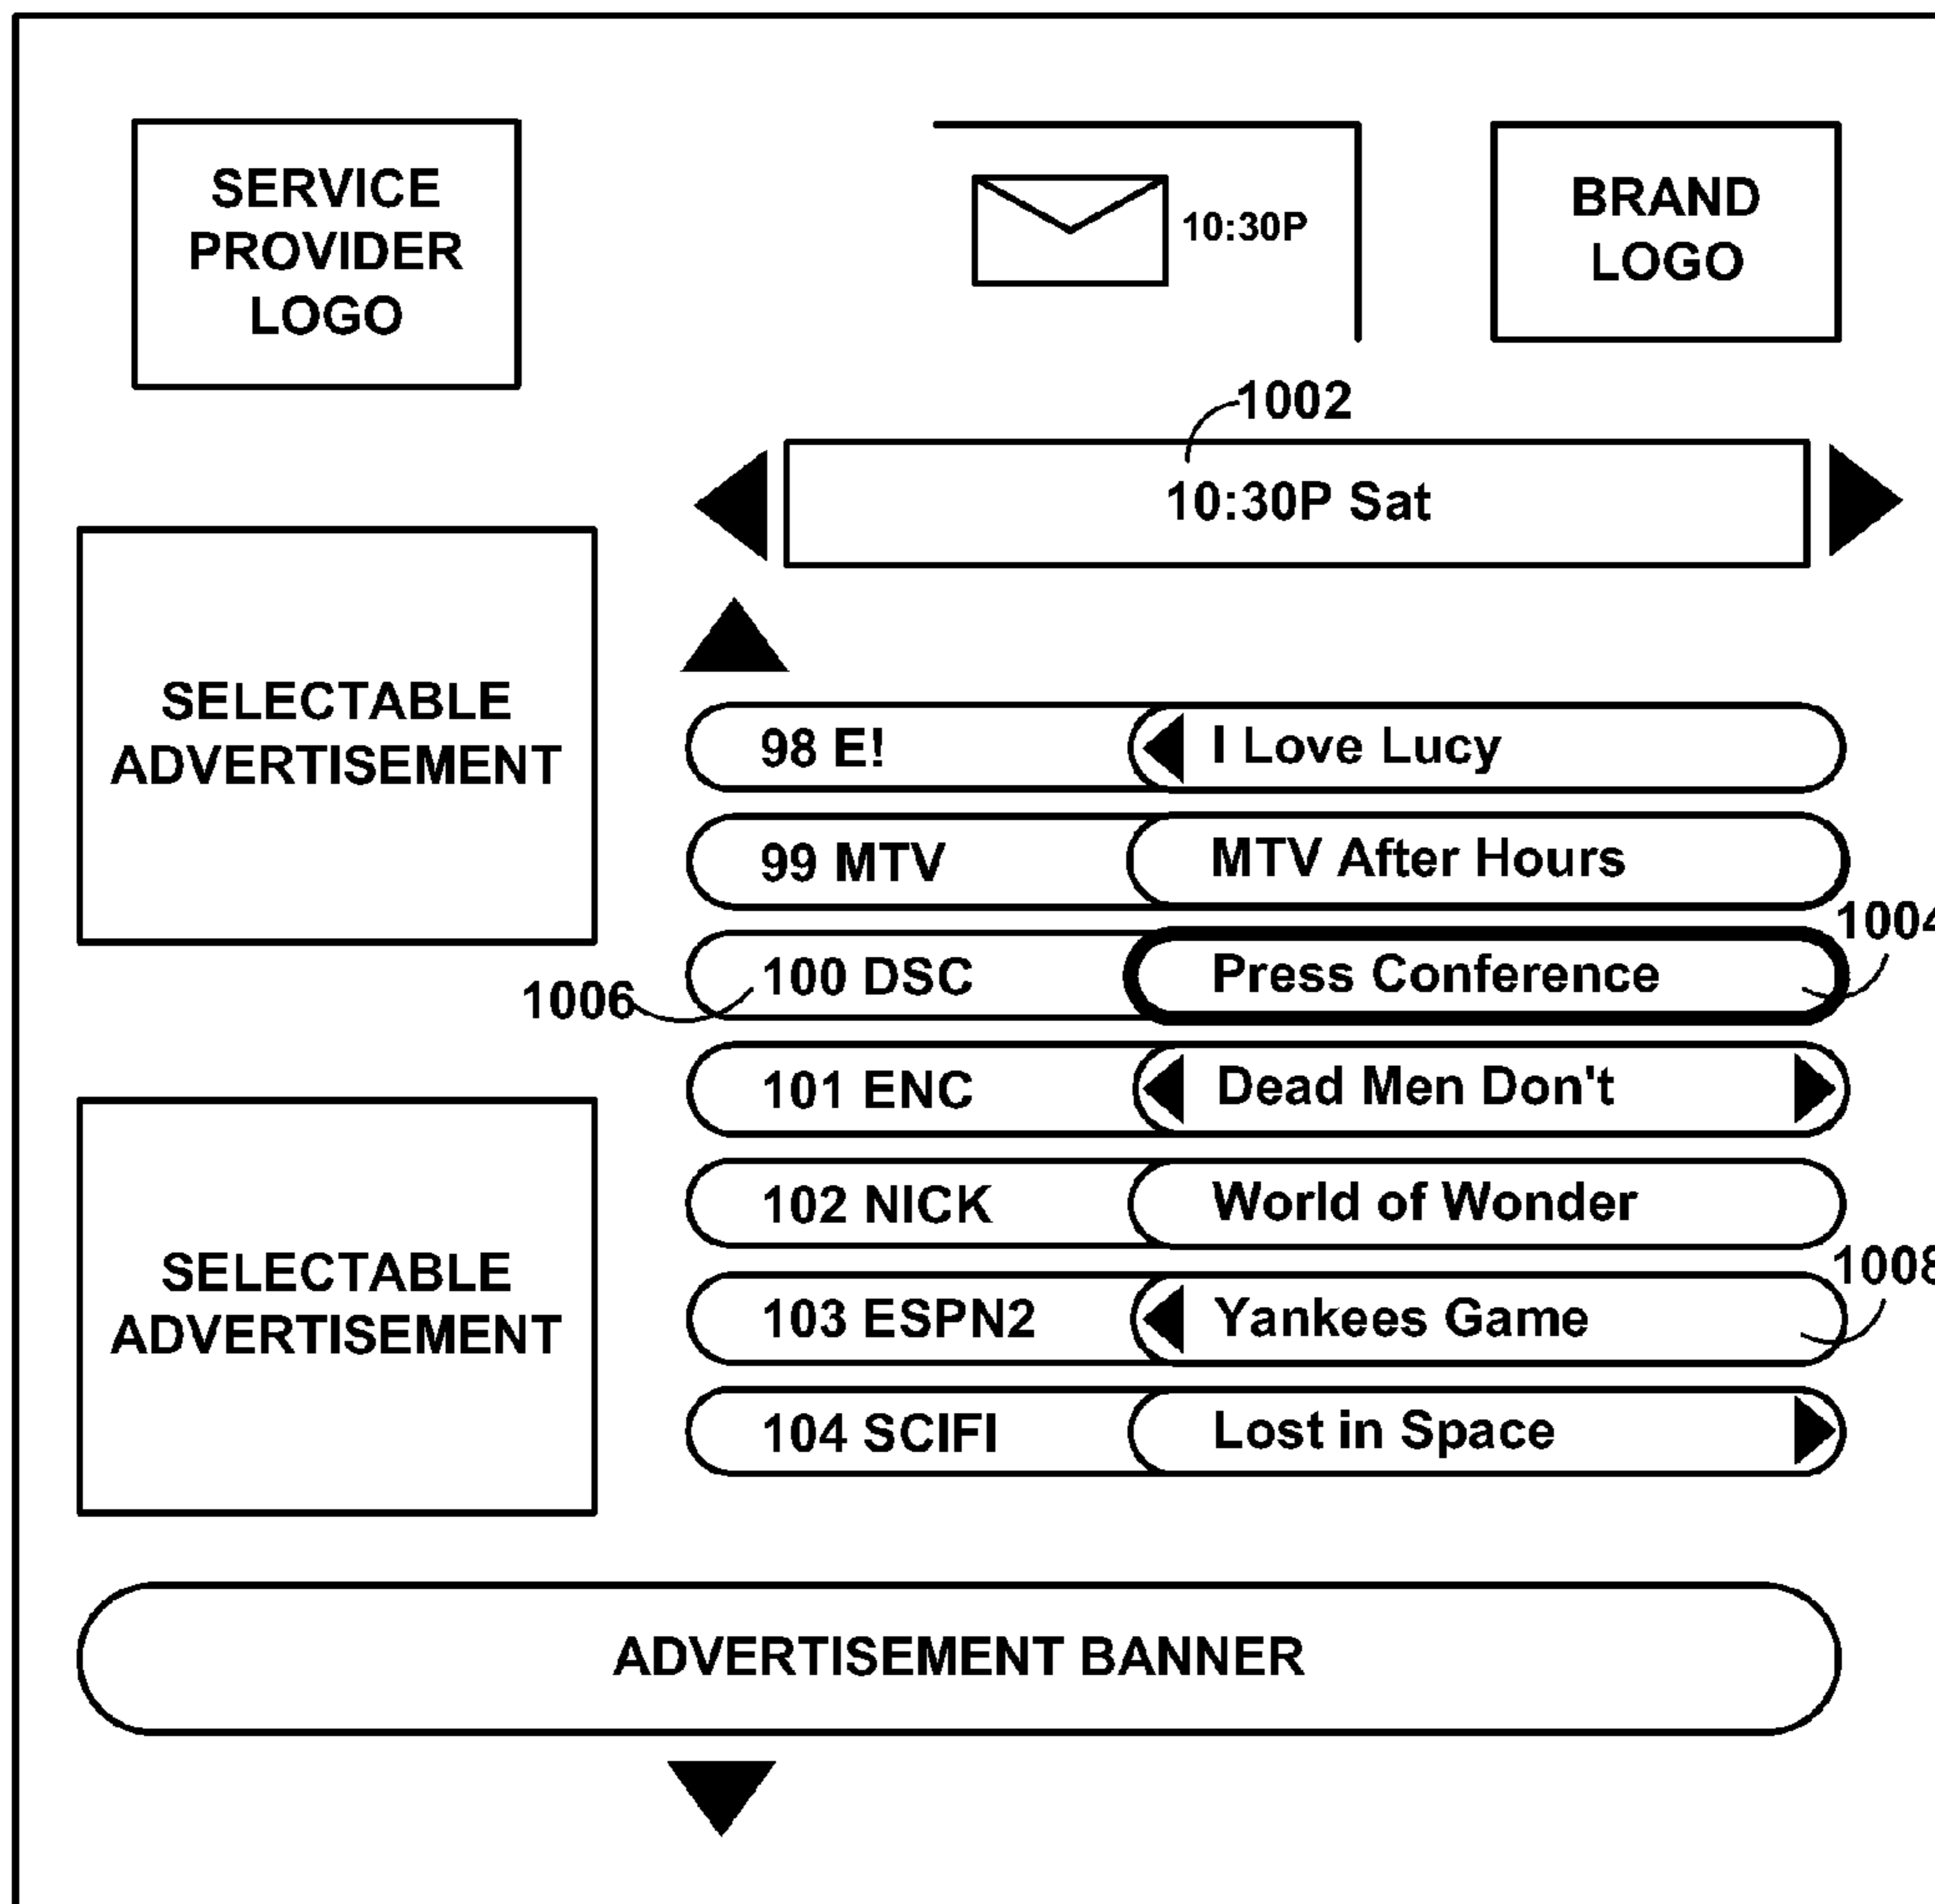 SERVICE
PROVIDER
LOGO
10:30P
BRAND
LOGO
1002
10:30P Sat
SELECTABLE
ADVERTISEMENT
98 E! I Love Lucy
99 MTV MTV After Hours
1004
100 DSC Press Conference
1006
101 ENC Dead Men Don't
102 NICK World of Wonder
SELECTABLE
ADVERTISEMENT
1008
103 ESPN2 Yankees Game
104 SCIFI Lost in Space
ADVERTISEMENT BANNER